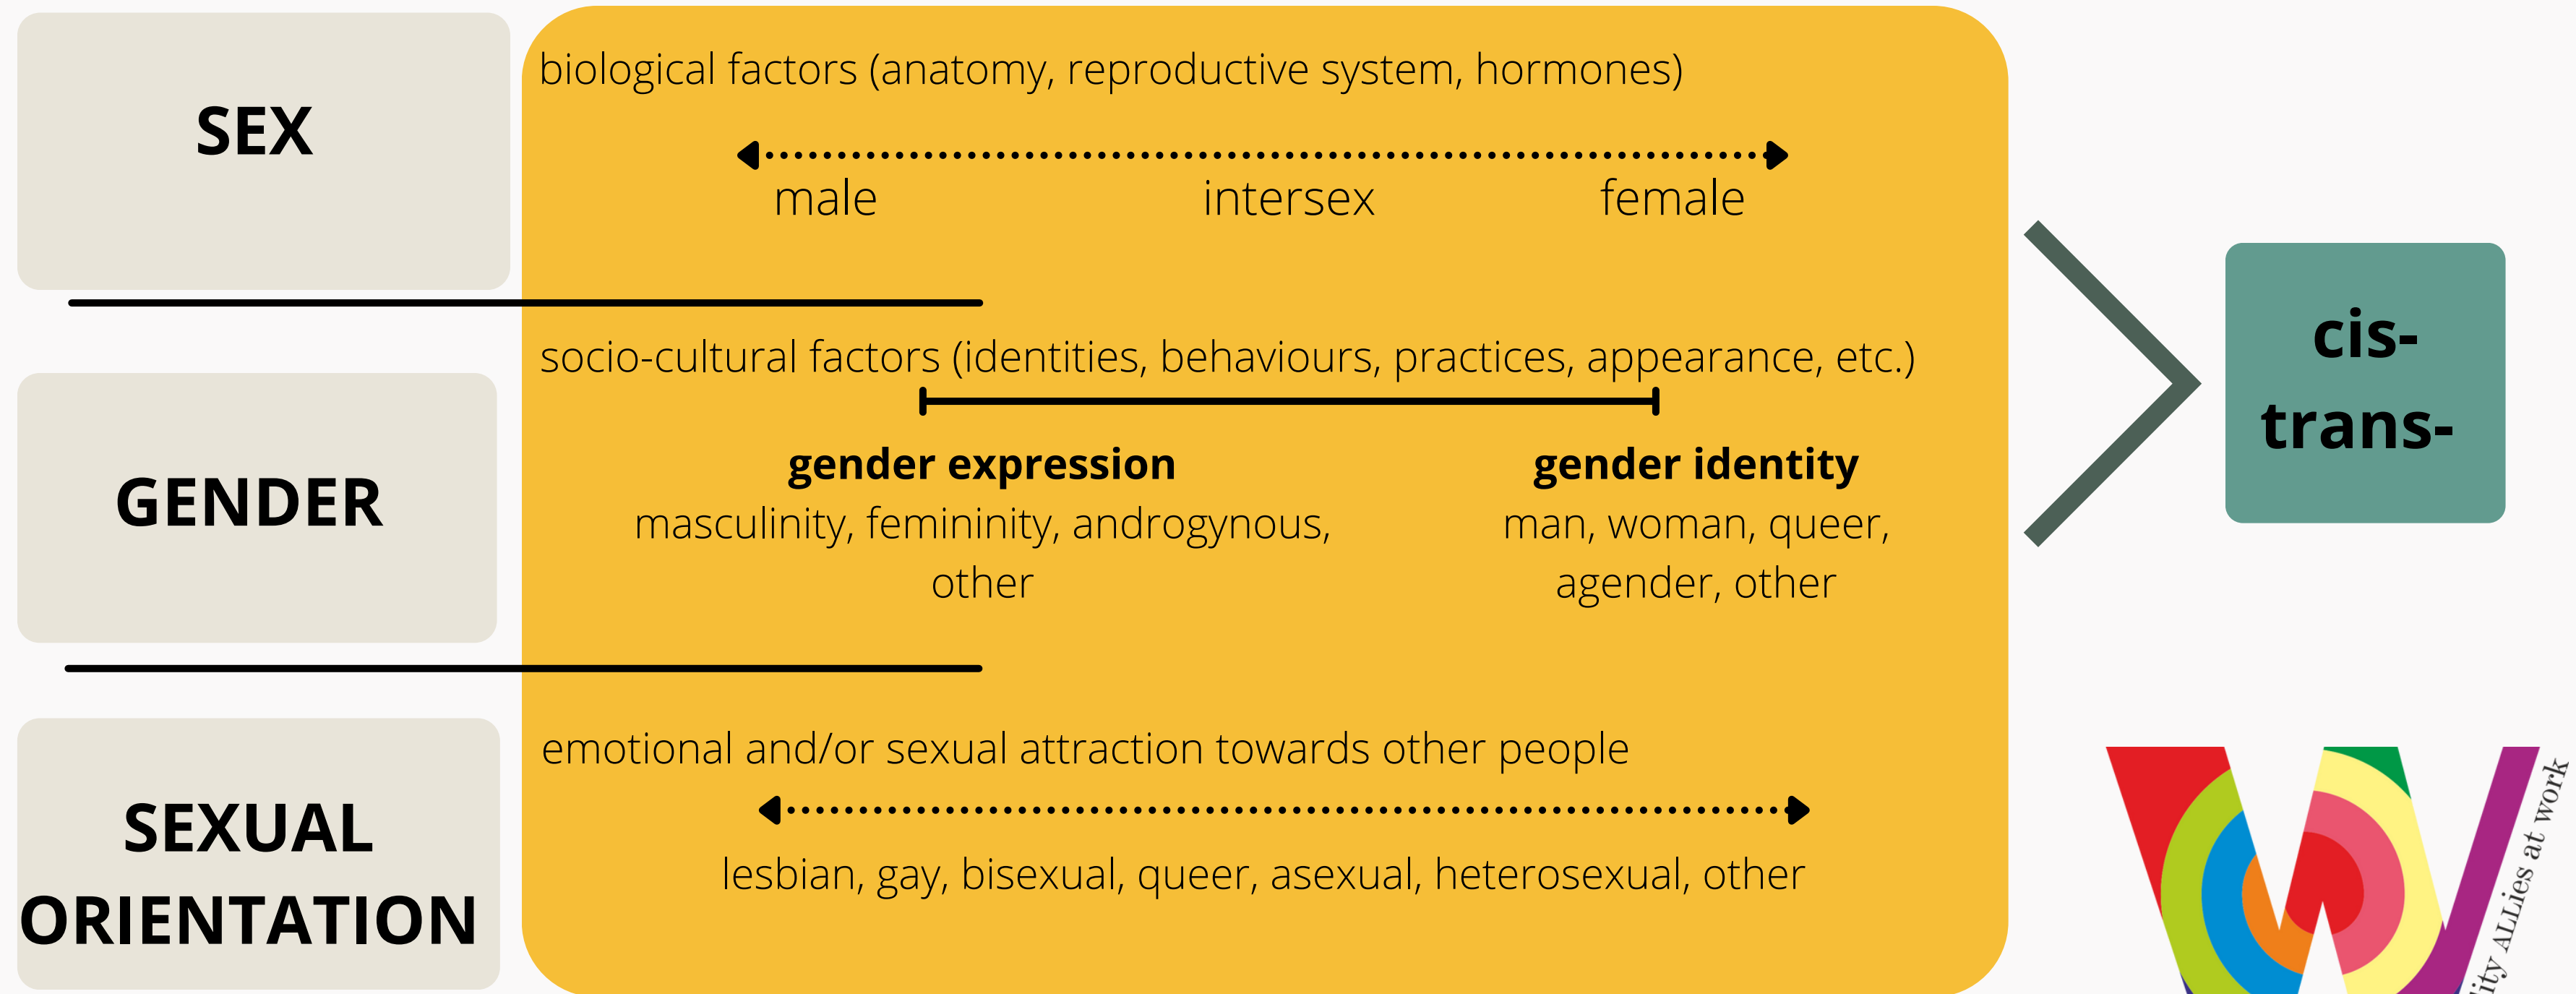 SEX
biological factors (anatomy, reproductive system, hormones)
male intersex female
GENDER
socio-cultural factors (identities, behaviours, practices, appearance, etc.)
gender expression
masculinity, femininity, androgynous,
other
gender identity
man, woman, queer,
agender, other
SEXUAL
ORIENTATION
emotional and/or sexual attraction towards other people
lesbian, gay, bisexual, queer, asexual, heterosexual, other
cis-
trans-
ALLies at work